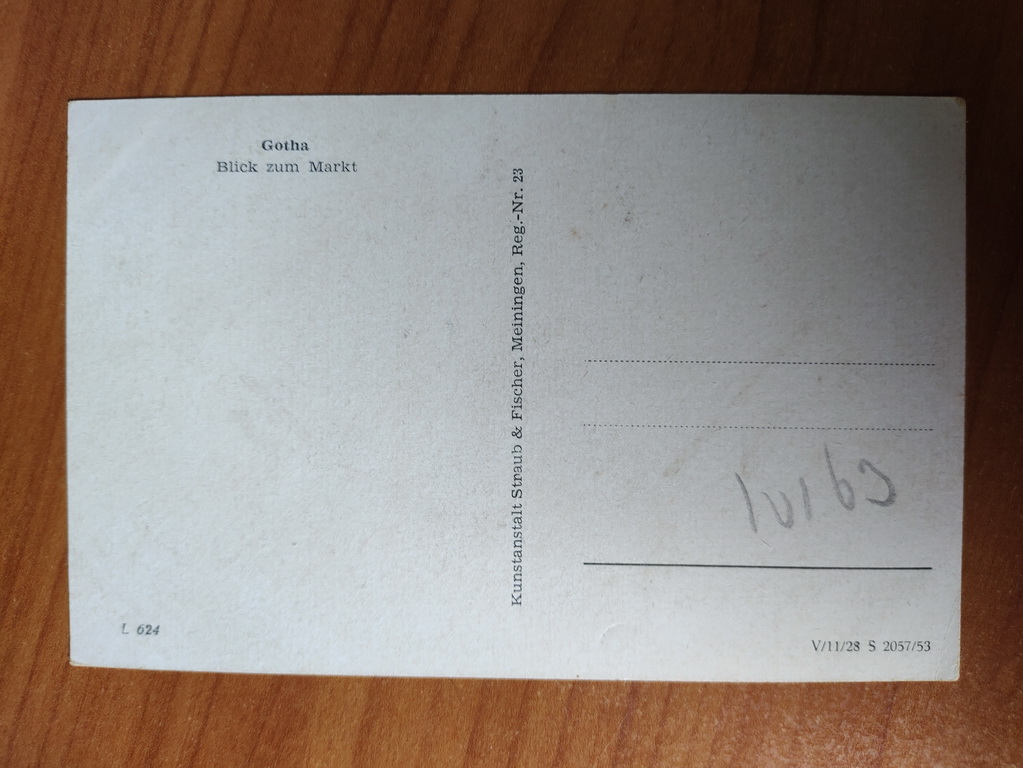 Gotha
Blick zum Markt
Kunstanstalt Straub & Fischer, Meiningen, Reg.-Nr. 23
L 624
V/11/28 S 2057/53